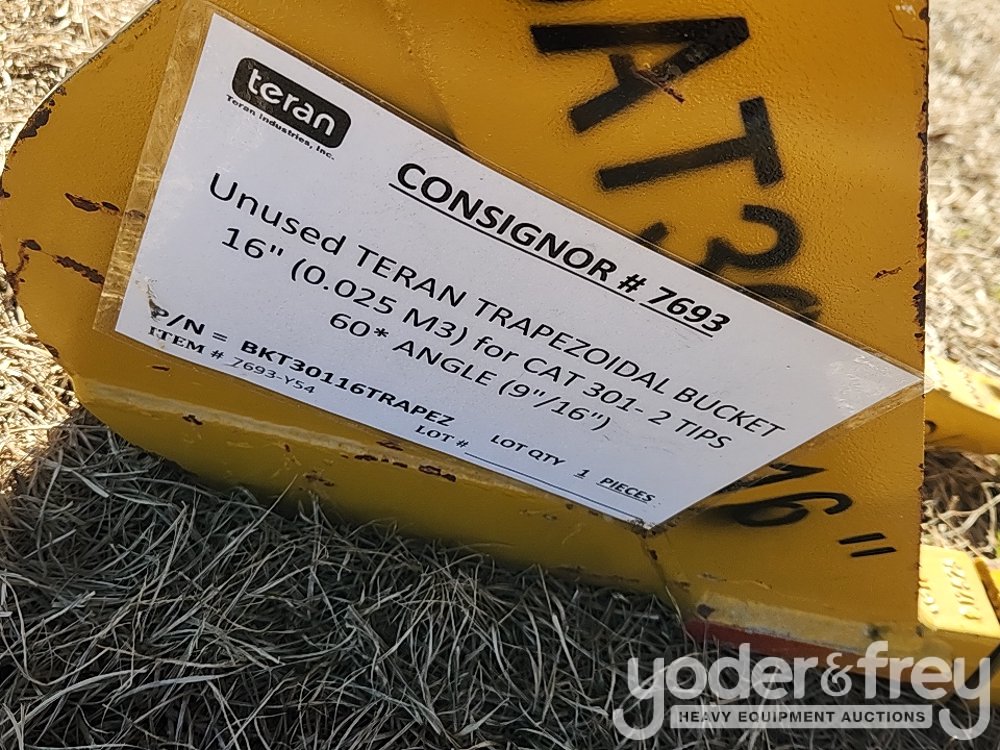 teran
Teran Industries, Inc.
CONSIGNOR # 7693
Unused TERAN TRAPEZOIDAL BUCKET
16" (0.025 M3) for CAT 301- 2 TIPS
60* ANGLE (9"/16")
P/N = BKT30116TRAPEZ
ITEM # 7693-Y54
LOT #
LOT QTY 1 PIECES
16"
yoder&frey
HEAVY EQUIPMENT AUCTIONS